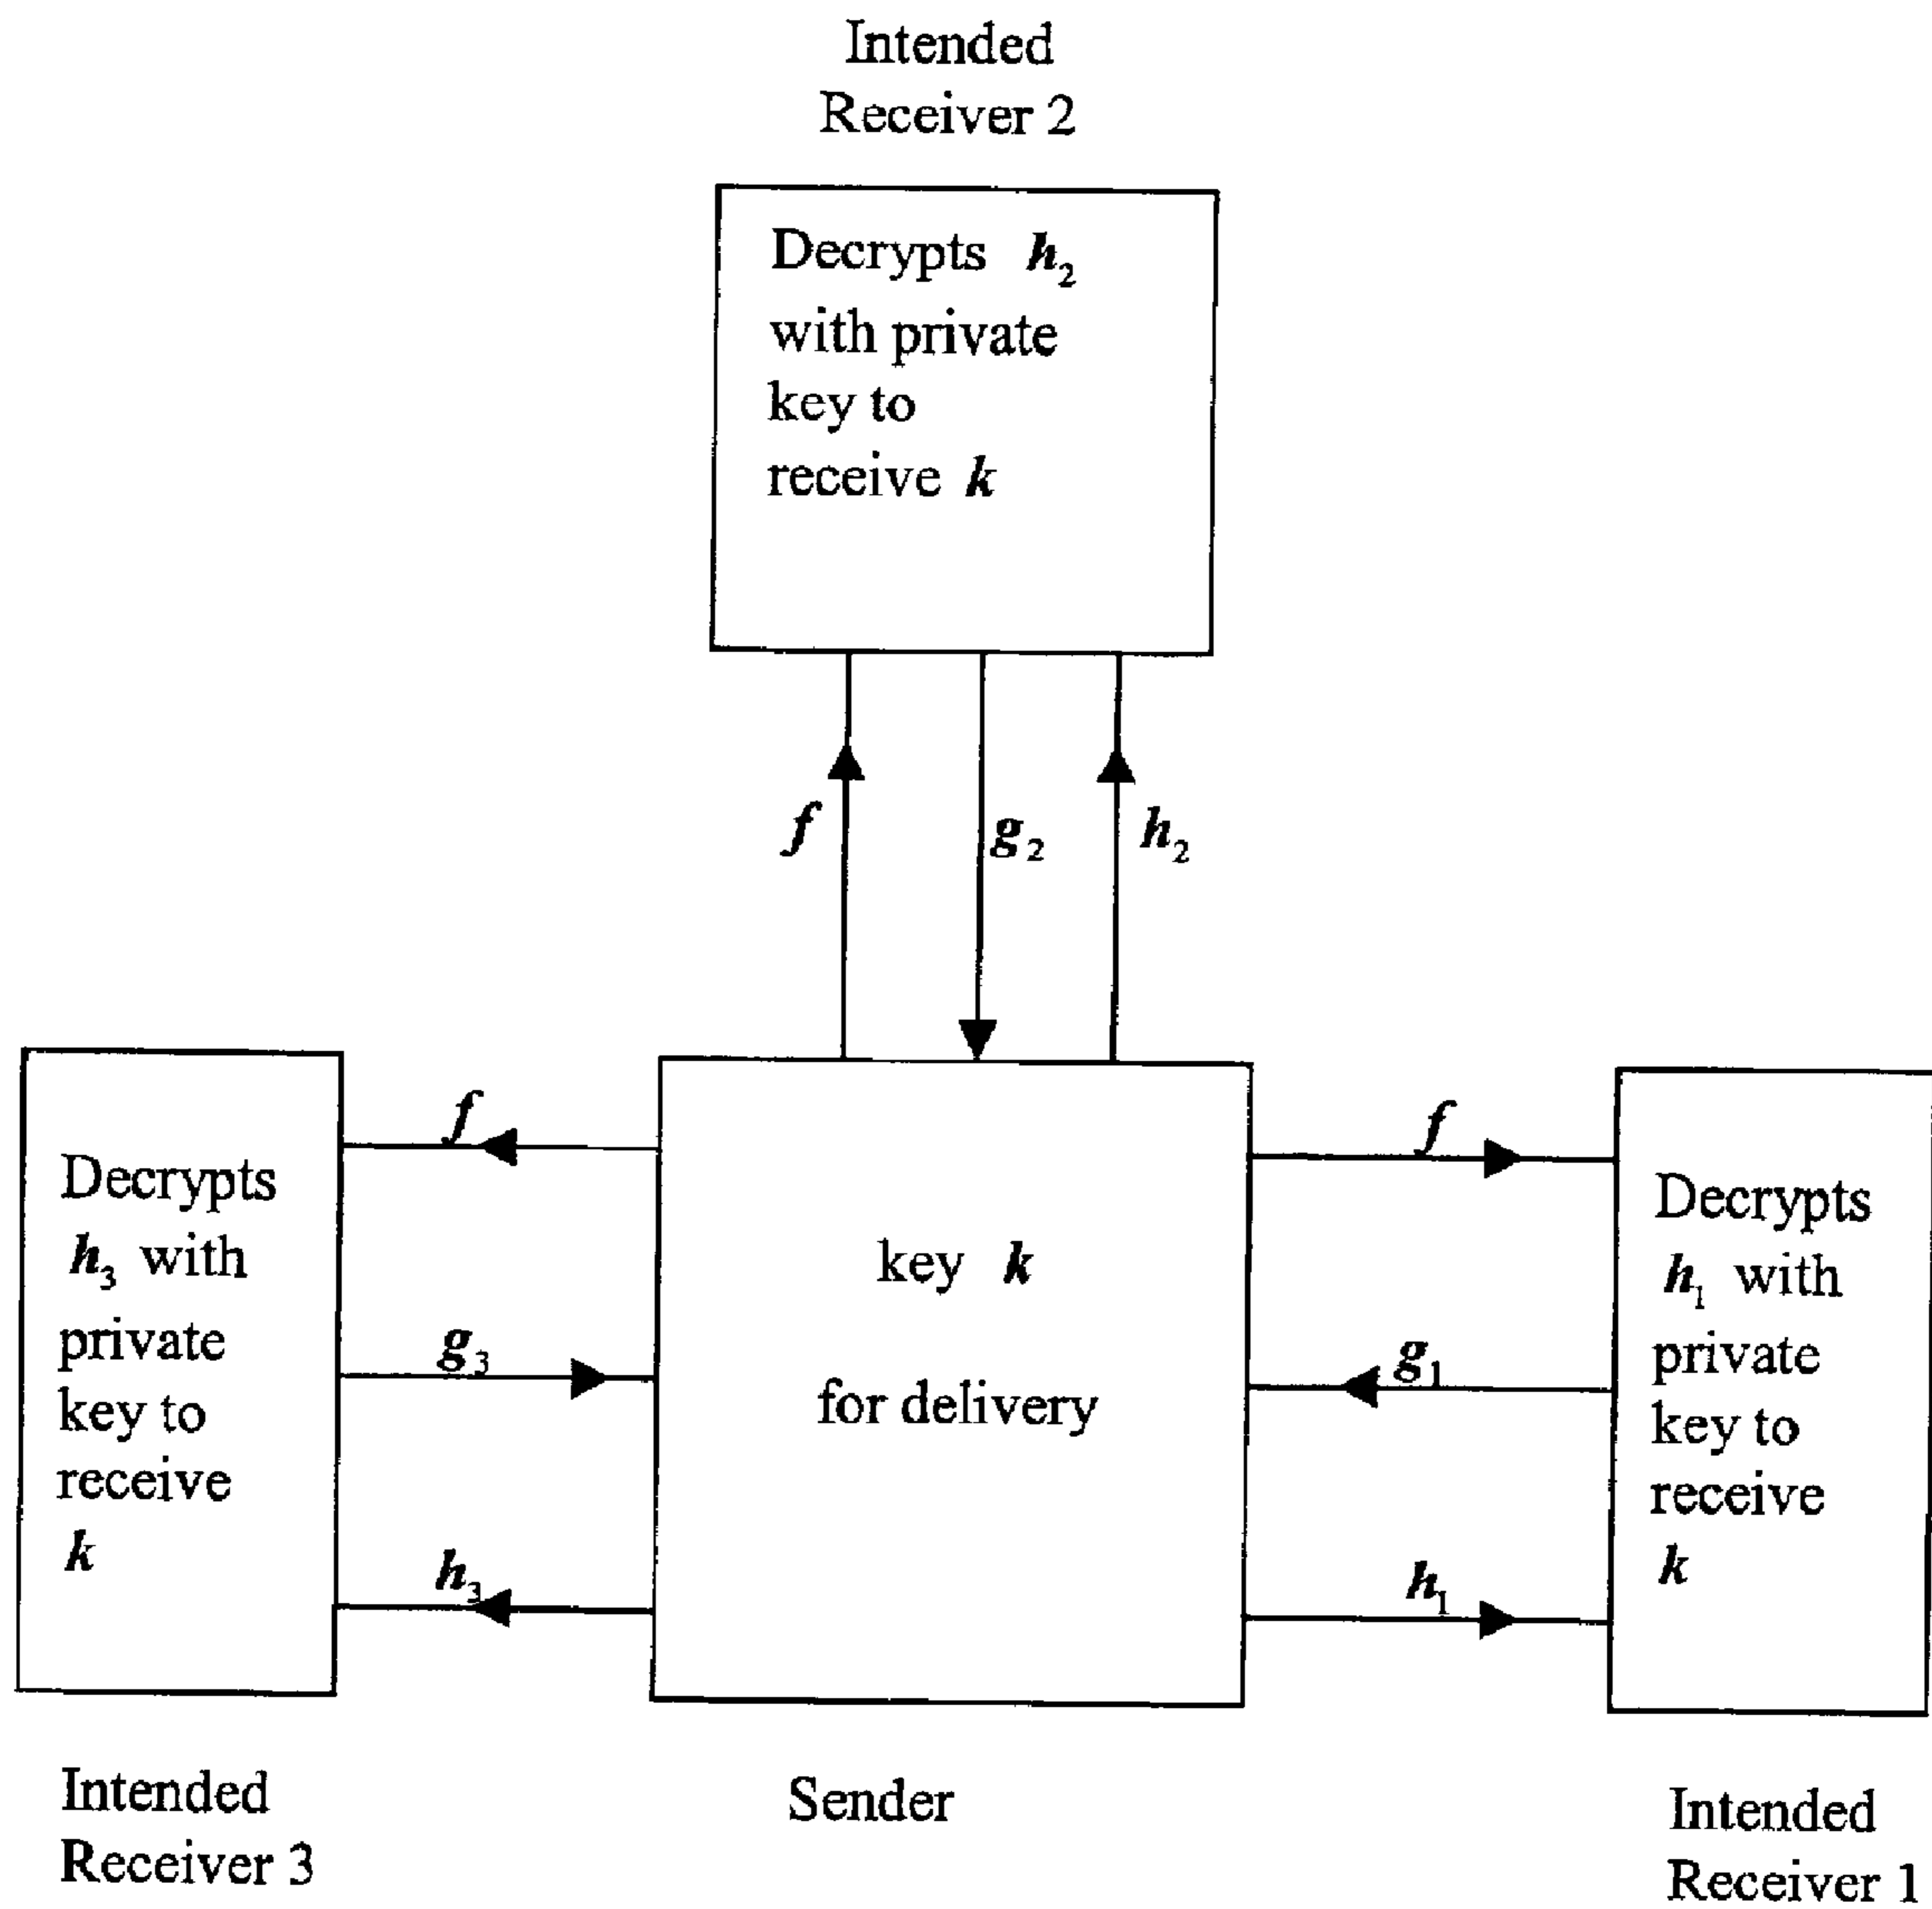 Intended
Receiver 2
Decrypts h₂
with private
key to
receive k
f
g₂
h₂
Decrypts
h₃ with
private
key to
receive
k
f
g₃
h₃
key k
for delivery
f
g₁
h₁
Decrypts
h₁ with
private
key to
receive
k
Intended
Receiver 3
Sender
Intended
Receiver 1